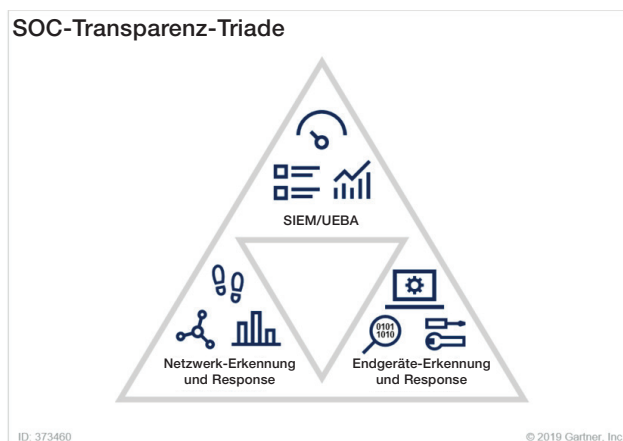 SOC-Transparenz-Triade
SIEM/UEBA
0101
1010
Netzwerk-Erkennung
und Response
Endgeräte-Erkennung
und Response
ID: 373460
© 2019 Gartner, Inc